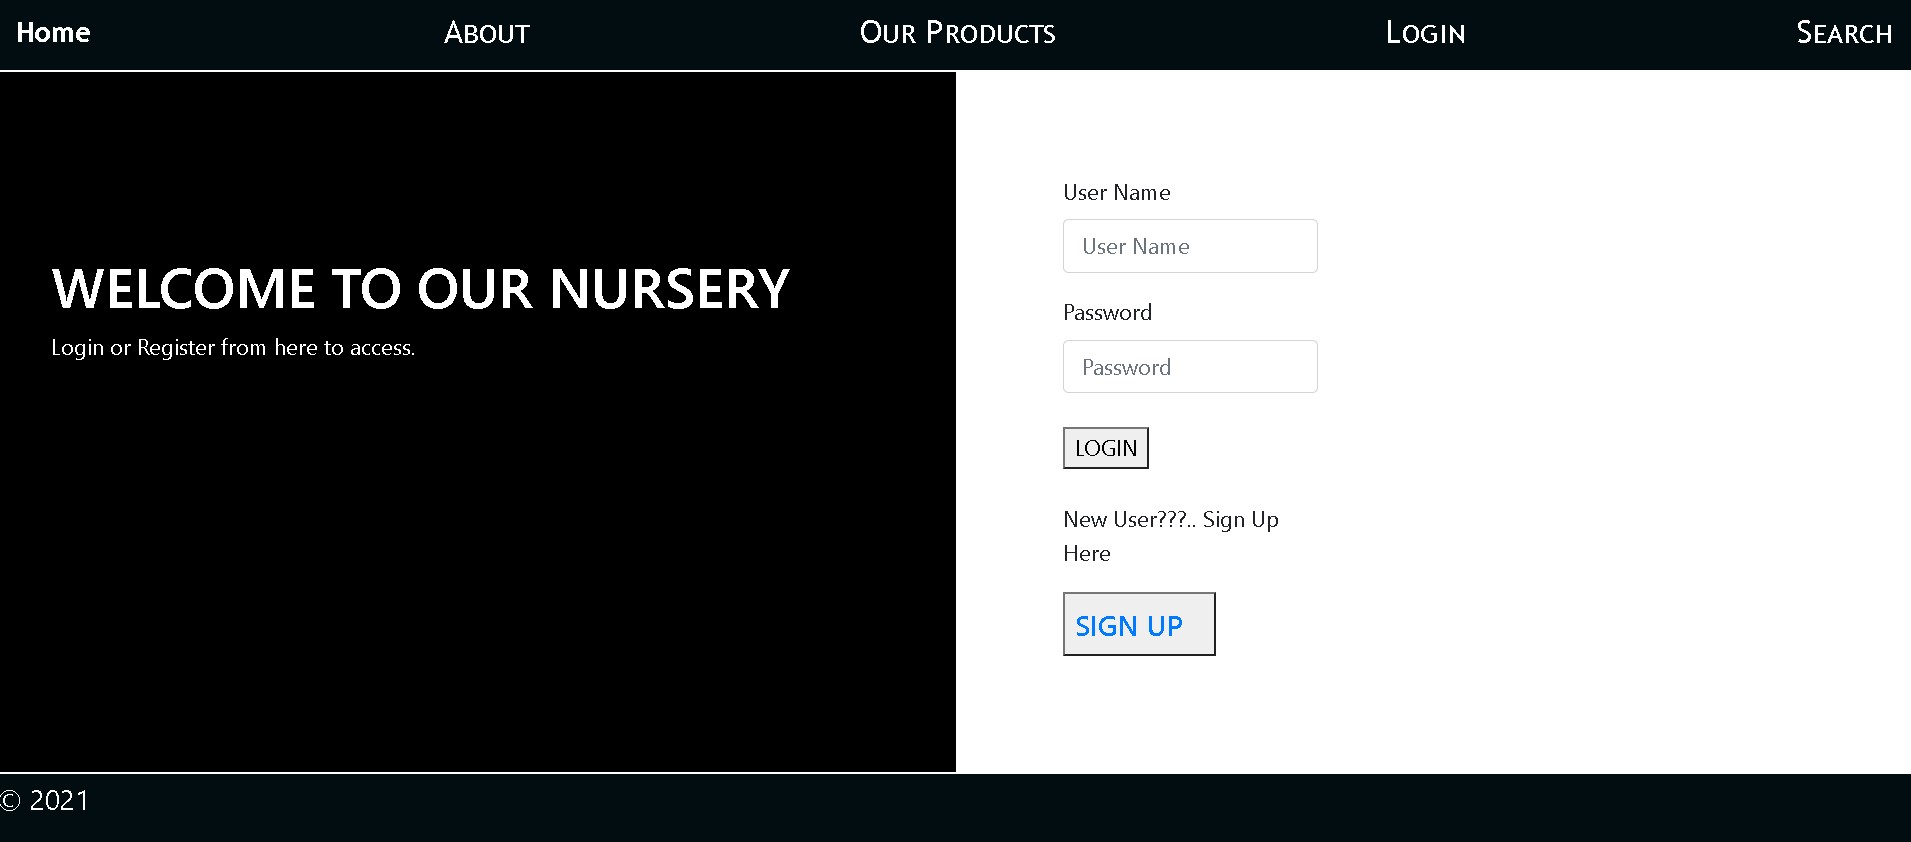 Home About Our Products Login Search
WELCOME TO OUR NURSERY
Login or Register from here to access.
User Name
User Name
Password
Password
LOGIN
New User???.. Sign Up
Here
SIGN UP
© 2021